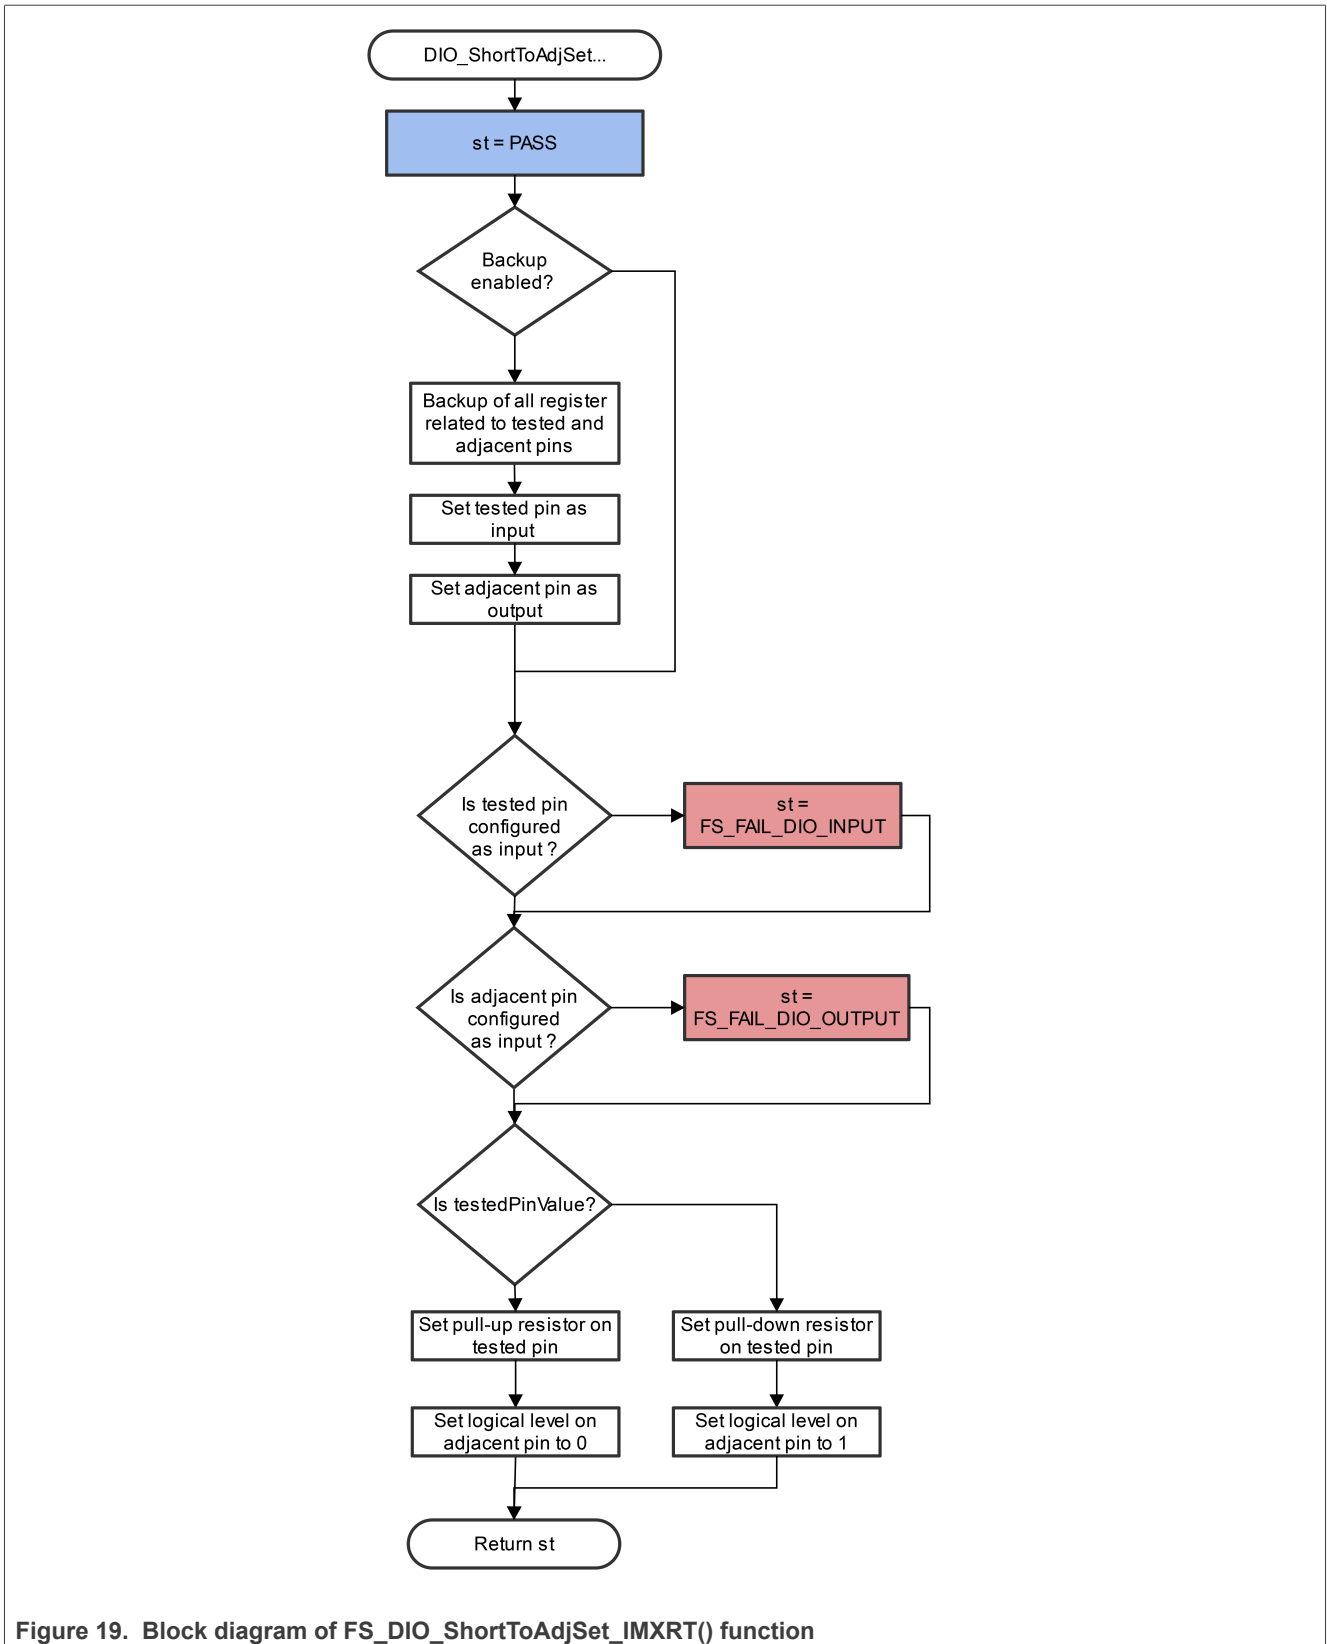 DIO_ShortToAdjSet...
st = PASS
Backup
enabled?
Backup of all register
related to tested and
adjacent pins
Set tested pin as
input
Set adjacent pin as
output
Is tested pin
configured
as input ?
st =
FS_FAIL_DIO_INPUT
Is adjacent pin
configured
as input ?
st =
FS_FAIL_DIO_OUTPUT
Is testedPinValue?
Set pull-up resistor on
tested pin
Set pull-down resistor
on tested pin
Set logical level on
adjacent pin to 0
Set logical level on
adjacent pin to 1
Return st
Figure 19. Block diagram of FS_DIO_ShortToAdjSet_IMXRT() function